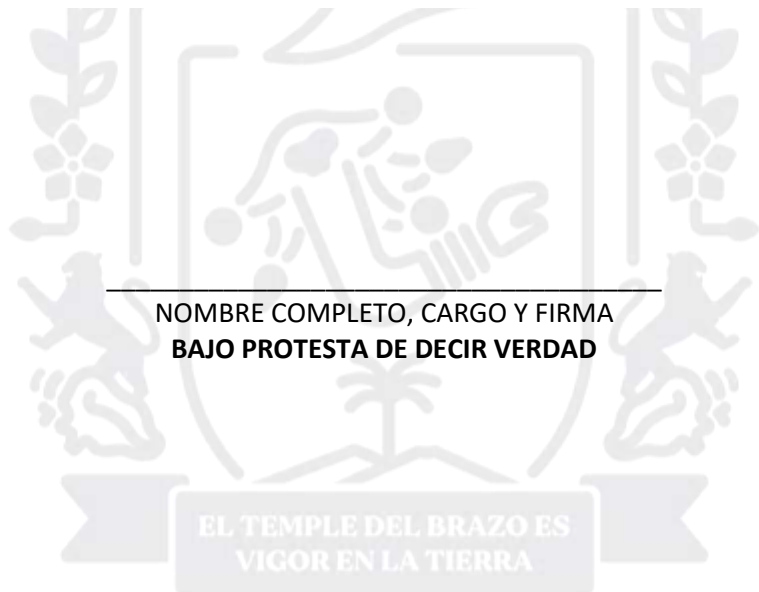 NOMBRE COMPLETO, CARGO Y FIRMA
BAJO PROTESTA DE DECIR VERDAD
EL TEMPLE DEL BRAZO ES
VIGOR EN LA TIERRA